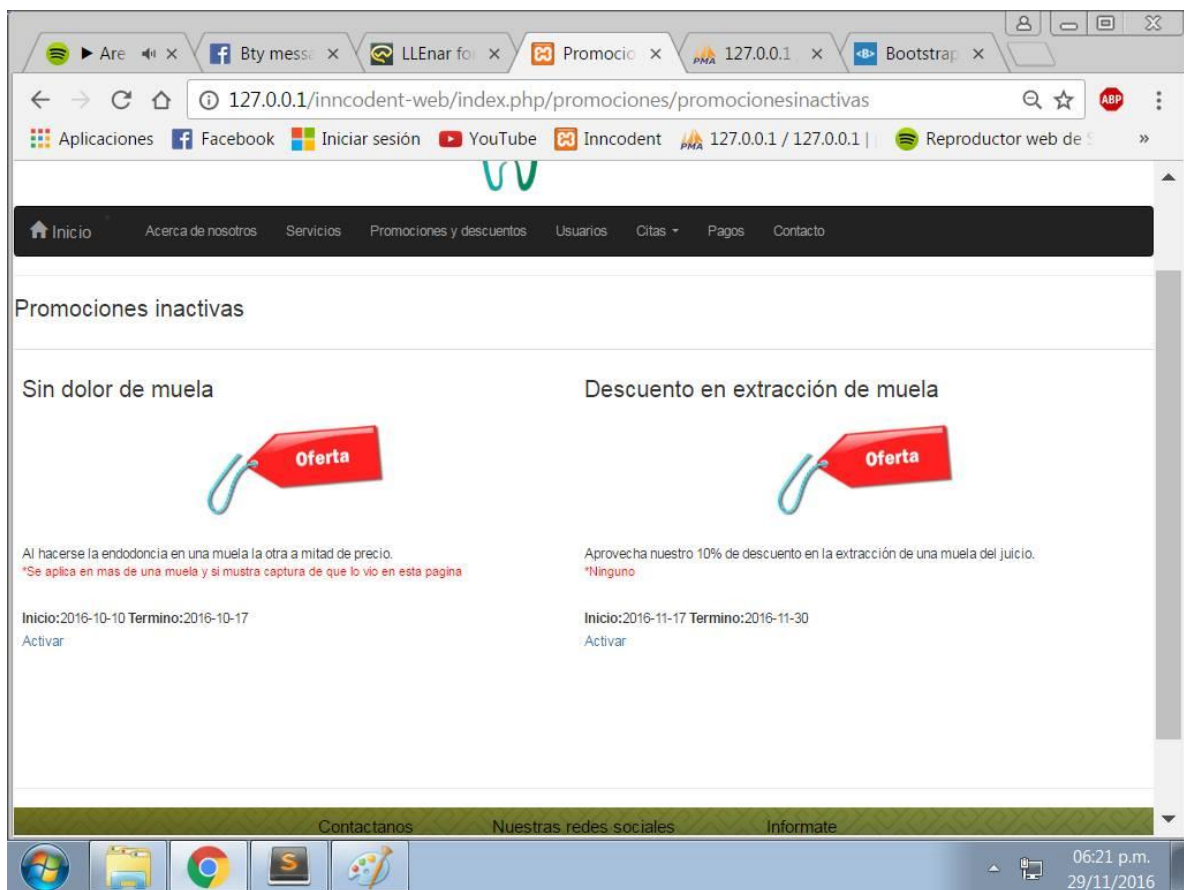 Are
Bty messa
LLEnar fo
Promocio
PMA 127.0.0.1
<B> Bootstrap
127.0.0.1/inncodent-web/index.php/promociones/promocionesinactivas
ABP
Aplicaciones Facebook Iniciar sesión YouTube Inncodent PMA 127.0.0.1 / 127.0.0.1 | Reproductor web de S »
Inicio Acerca de nosotros Servicios Promociones y descuentos Usuarios Citas Pagos Contacto
Promociones inactivas
Sin dolor de muela
Oferta
Al hacerse la endodoncia en una muela la otra a mitad de precio.
*Se aplica en mas de una muela y si mustra captura de que lo vio en esta pagina
Inicio:2016-10-10 Termino:2016-10-17
Activar
Descuento en extracción de muela
Oferta
Aprovecha nuestro 10% de descuento en la extracción de una muela del juicio.
*Ninguno
Inicio:2016-11-17 Termino:2016-11-30
Activar
Contactanos Nuestras redes sociales Informate
S
06:21 p.m.
29/11/2016